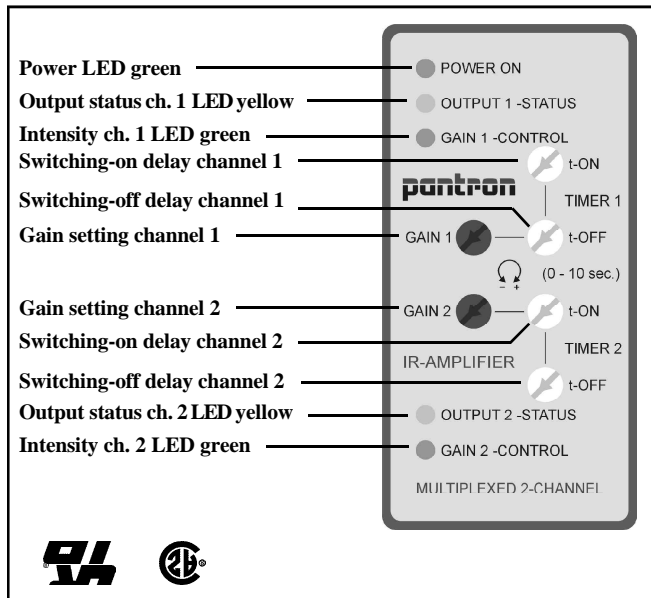 Power LED green
POWER ON
Output status ch. 1 LED yellow
OUTPUT 1 -STATUS
Intensity ch. 1 LED green
GAIN 1 -CONTROL
Switching-on delay channel 1
t-ON
pantron
Switching-off delay channel 1
TIMER 1
Gain setting channel 1
GAIN 1
t-OFF
- +
(0 - 10 sec.)
Gain setting channel 2
GAIN 2
t-ON
Switching-on delay channel 2
TIMER 2
IR-AMPLIFIER
Switching-off delay channel 2
t-OFF
Output status ch. 2 LED yellow
OUTPUT 2 -STATUS
Intensity ch. 2 LED green
GAIN 2 -CONTROL
MULTIPLEXED 2-CHANNEL